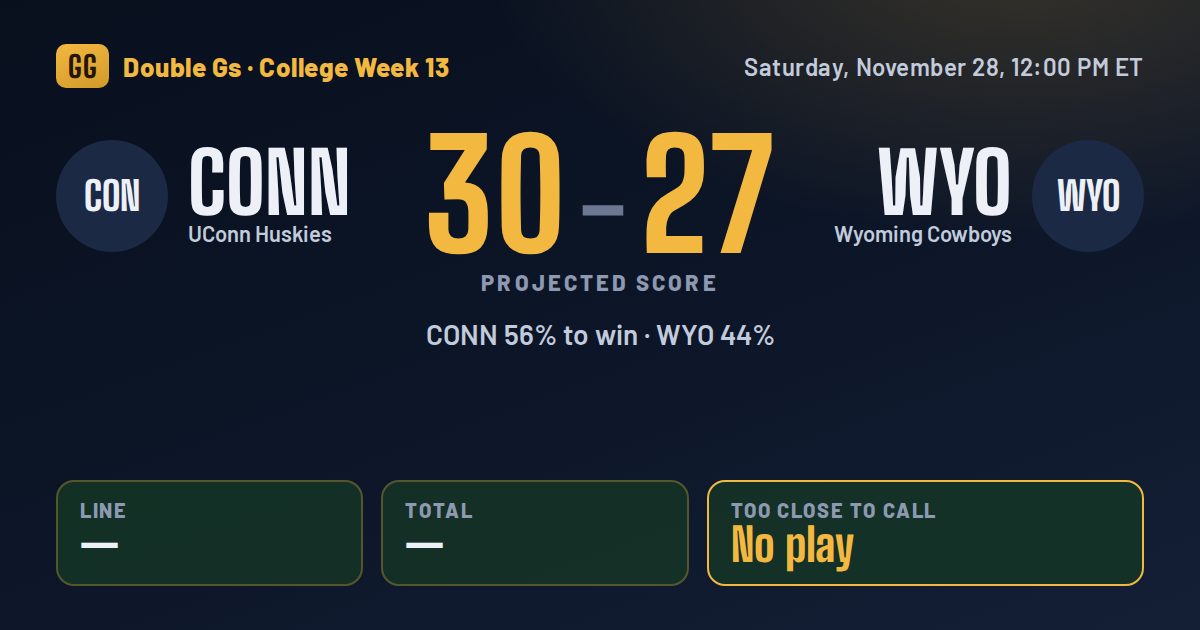 GG Double Gs · College Week 13
Saturday, November 28, 12:00 PM ET
CON
CONN
UConn Huskies
30 – 27
PROJECTED SCORE
CONN 56% to win · WYO 44%
WYO
Wyoming Cowboys
WYO
LINE
—
TOTAL
—
TOO CLOSE TO CALL
No play